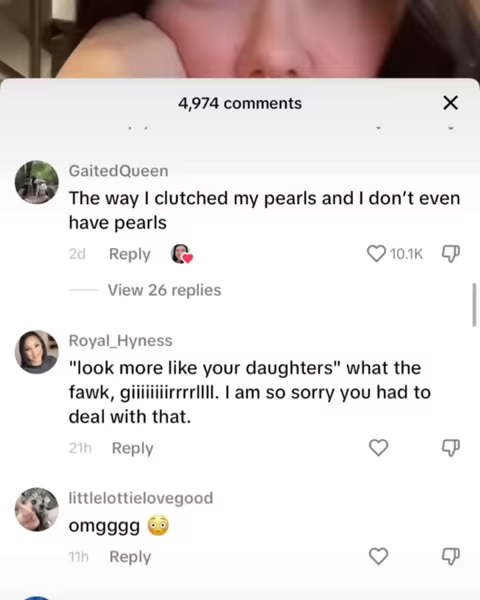 4,974 comments
GaitedQueen
The way I clutched my pearls and I don’t even
have pearls
2d Reply 10.1K
View 26 replies
Royal_Hyness
"look more like your daughters" what the
fawk, giiiiiiiirrrrllll. I am so sorry you had to
deal with that.
21h Reply
littlelottielovegood
omgggg 😳
11h Reply